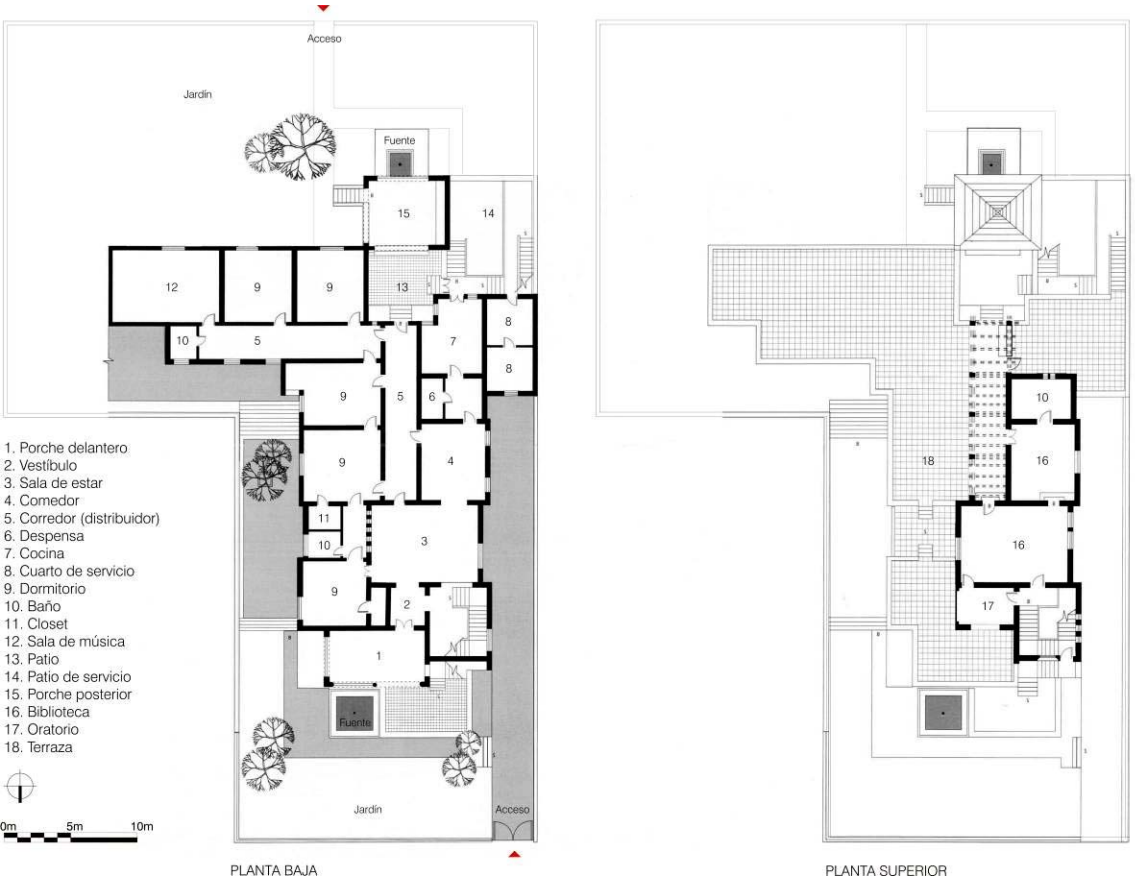 Acceso
Jardín
Fuente
15
14
13
12
9
9
8
7
10
5
8
9
5
6
9
4
11
10
3
9
2
1
Fuente
Jardín
Acceso
1. Porche delantero
2. Vestíbulo
3. Sala de estar
4. Comedor
5. Corredor (distribuidor)
6. Despensa
7. Cocina
8. Cuarto de servicio
9. Dormitorio
10. Baño
11. Closet
12. Sala de música
13. Patio
14. Patio de servicio
15. Porche posterior
16. Biblioteca
17. Oratorio
18. Terraza
0m 5m 10m
PLANTA BAJA
10
18
16
16
17
PLANTA SUPERIOR